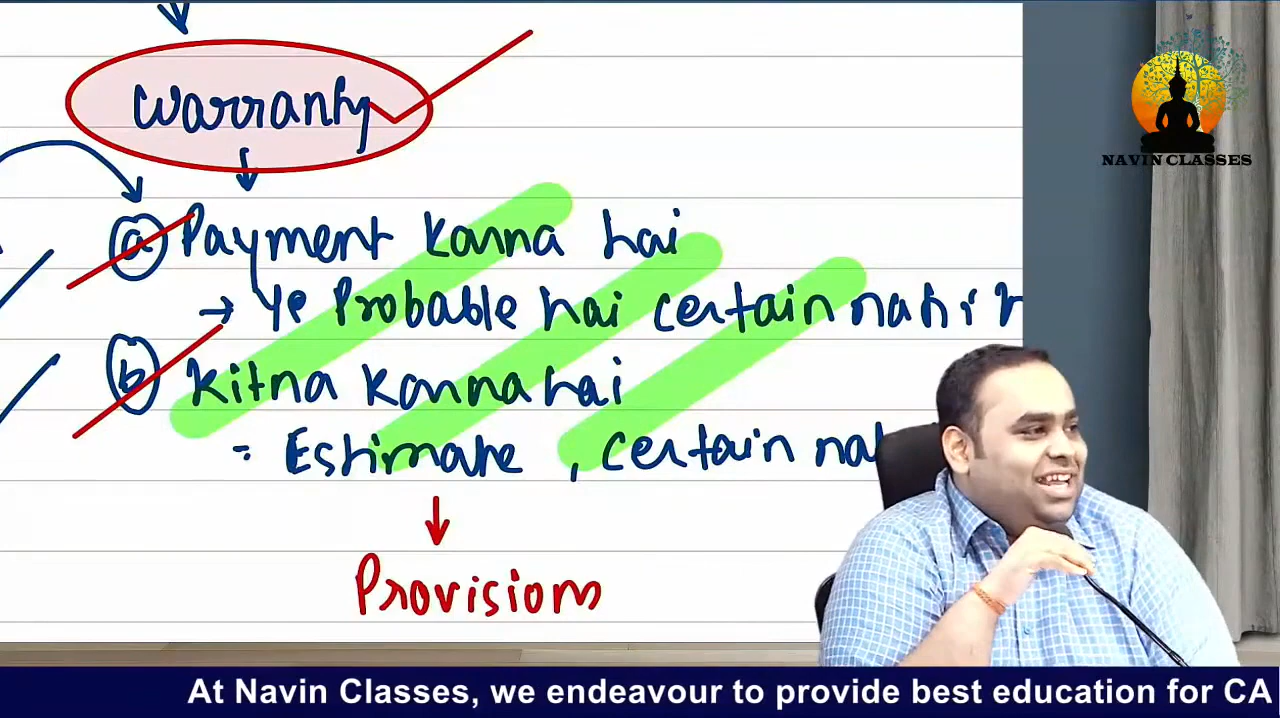 warranty
NAVIN CLASSES
(a) Payment karna hai
→ Ye Probable hai certain nahi
(b) Kitna karna hai
= Estimate , certain
Provision
At Navin Classes, we endeavour to provide best education for CA